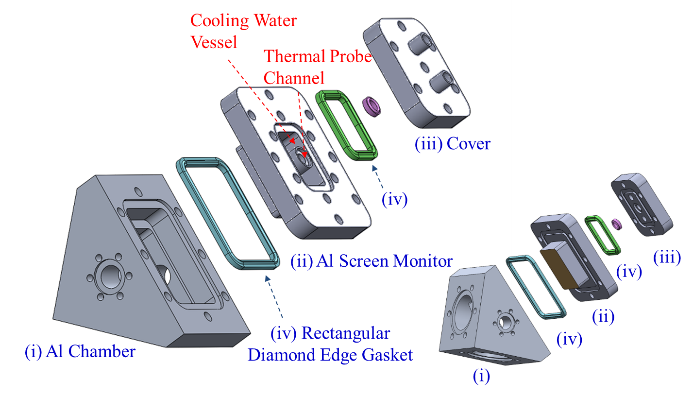 Cooling Water
Vessel
Thermal Probe
Channel
(iii) Cover
(iv)
(ii) Al Screen Monitor
(iv) Rectangular
Diamond Edge Gasket
(i) Al Chamber
(iii)
(iv)
(ii)
(iv)
(i)